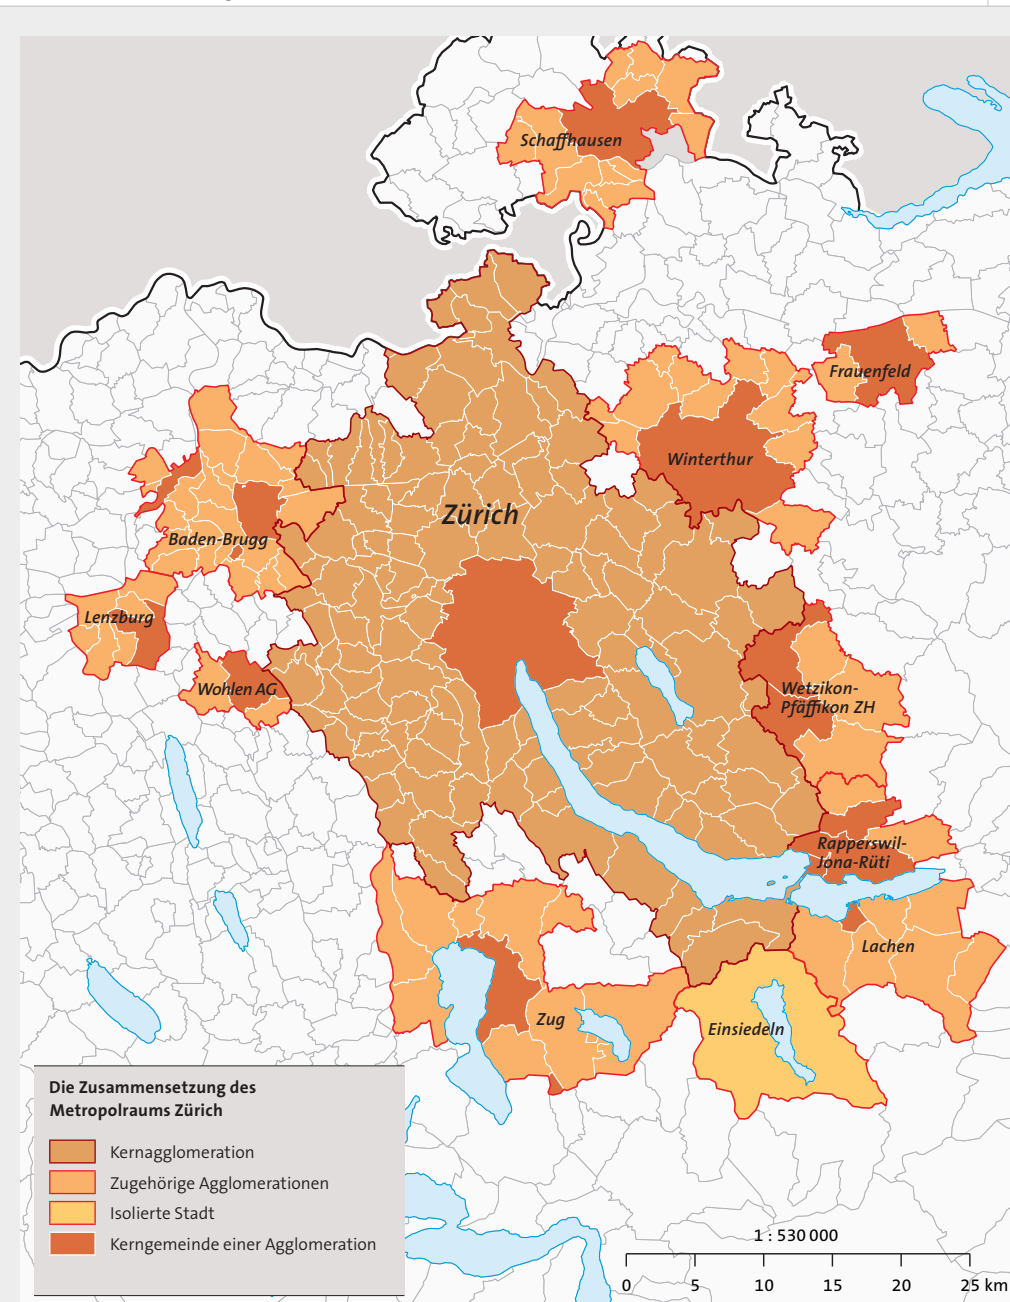 Schaffhausen
Frauenfeld
Winterthur
Zürich
Baden-Brugg
Lenzburg
Wohlen AG
Wetzikon-
Pfäffikon ZH
Rapperswil-
Jona-Rüti
Lachen
Zug
Einsiedeln
Die Zusammensetzung des
Metropolraums Zürich
Kernagglomeration
Zugehörige Agglomerationen
Isolierte Stadt
Kerngemeinde einer Agglomeration
1 : 530 000
0 5 10 15 20 25 km